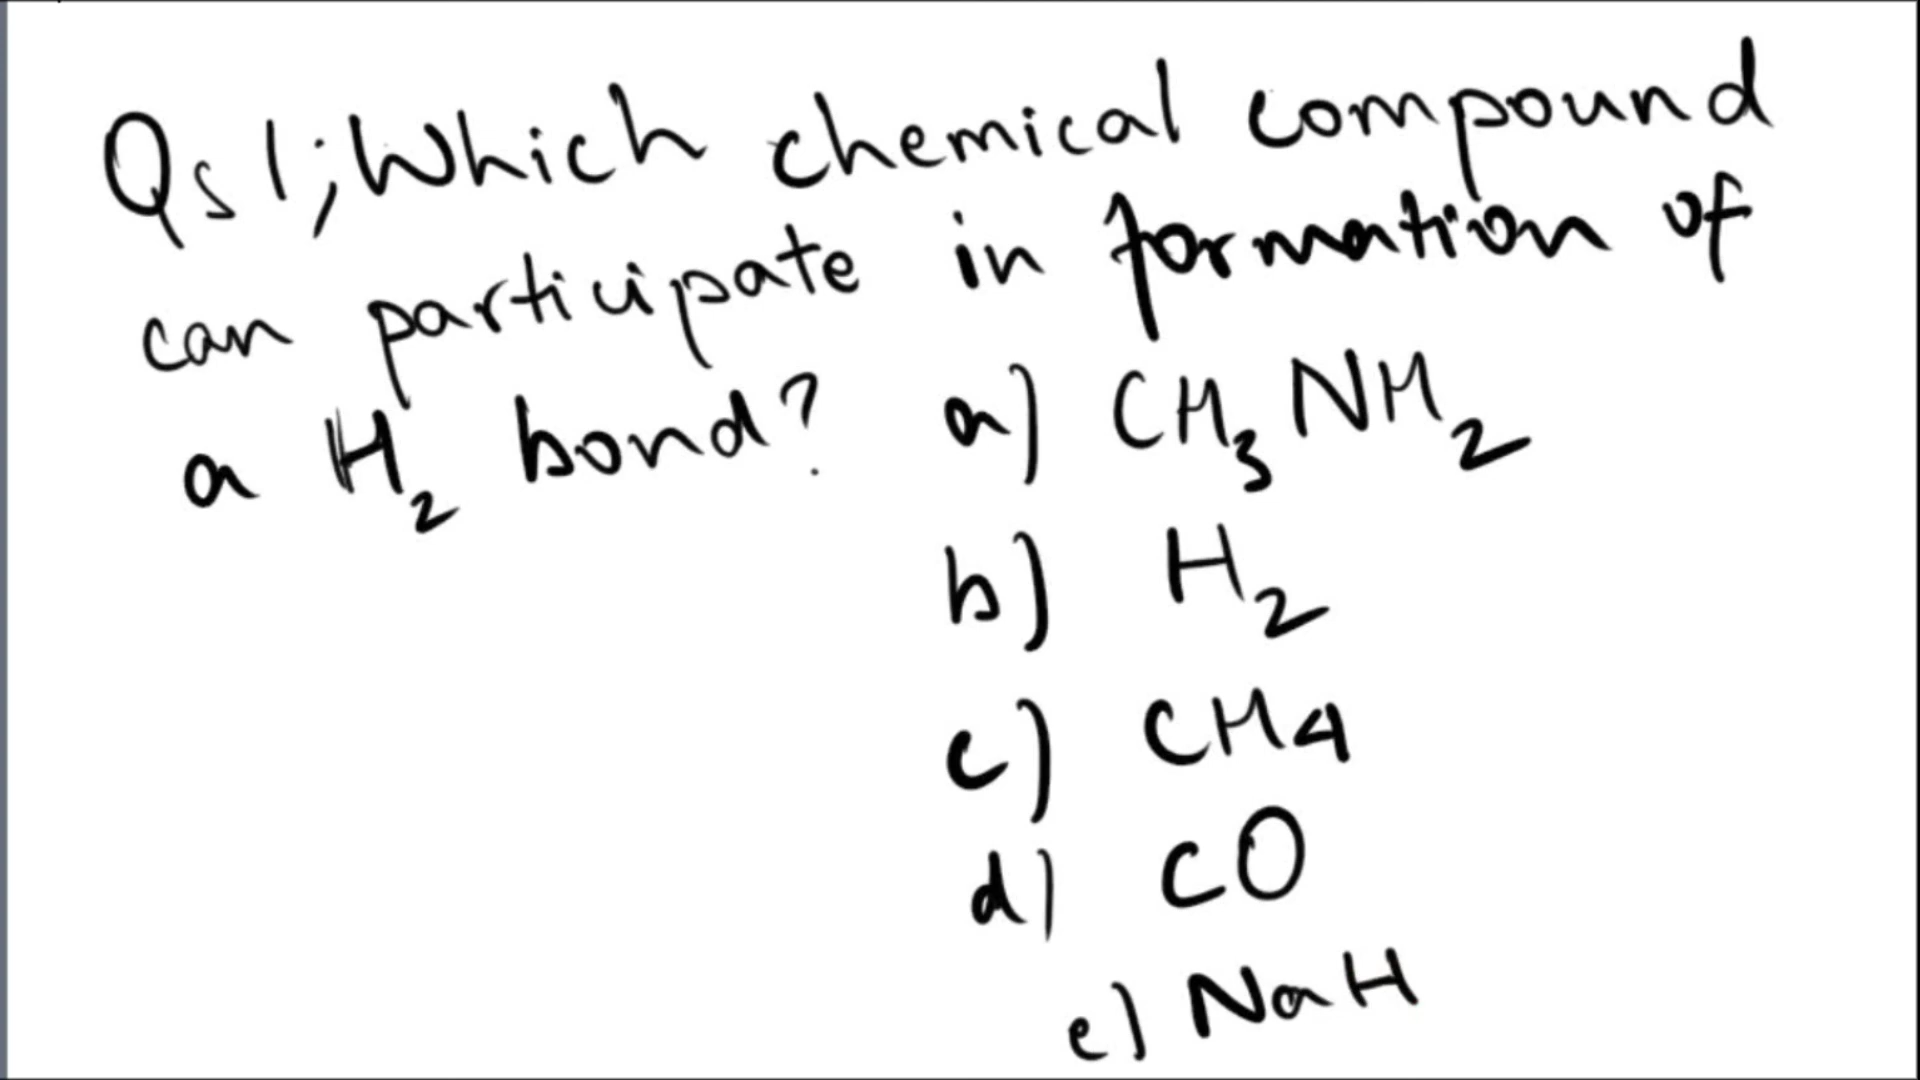 Qs 1; Which chemical compound
can participate in formation of
a H₂ bond? a) CH₃NH₂
b) H₂
c) CH4
d) CO
e) NaH